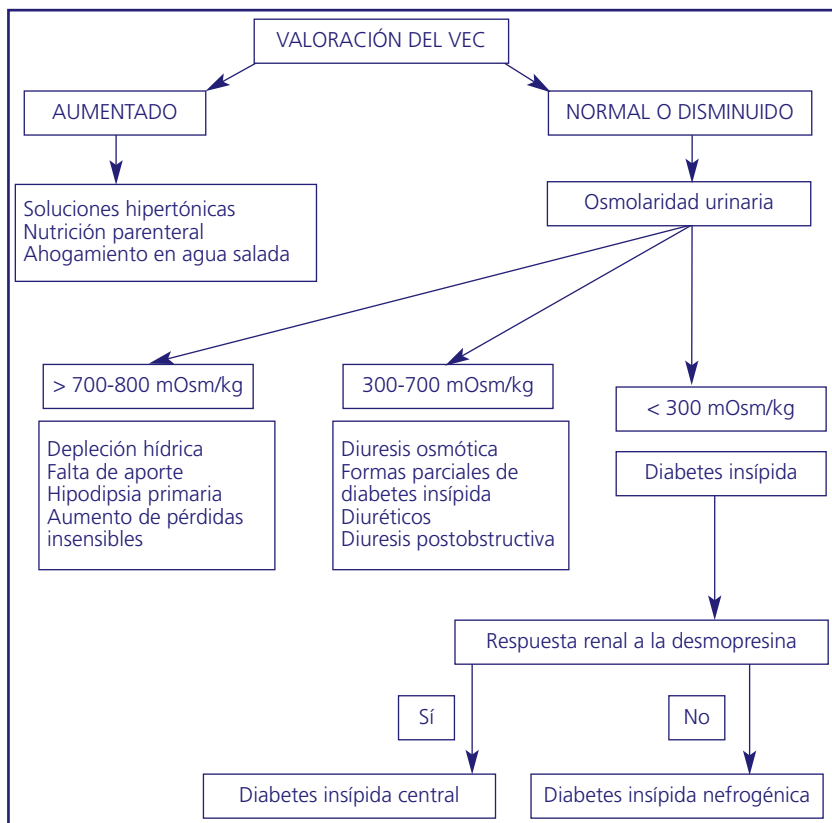 VALORACIÓN DEL VEC
AUMENTADO
NORMAL O DISMINUIDO
Soluciones hipertónicas
Nutrición parenteral
Ahogamiento en agua salada
Osmolaridad urinaria
> 700-800 mOsm/kg
300-700 mOsm/kg
< 300 mOsm/kg
Depleción hídrica
Falta de aporte
Hipodipsia primaria
Aumento de pérdidas
insensibles
Diuresis osmótica
Formas parciales de
diabetes insípida
Diuréticos
Diuresis postobstructiva
Diabetes insípida
Respuesta renal a la desmopresina
Sí
No
Diabetes insípida central
Diabetes insípida nefrogénica